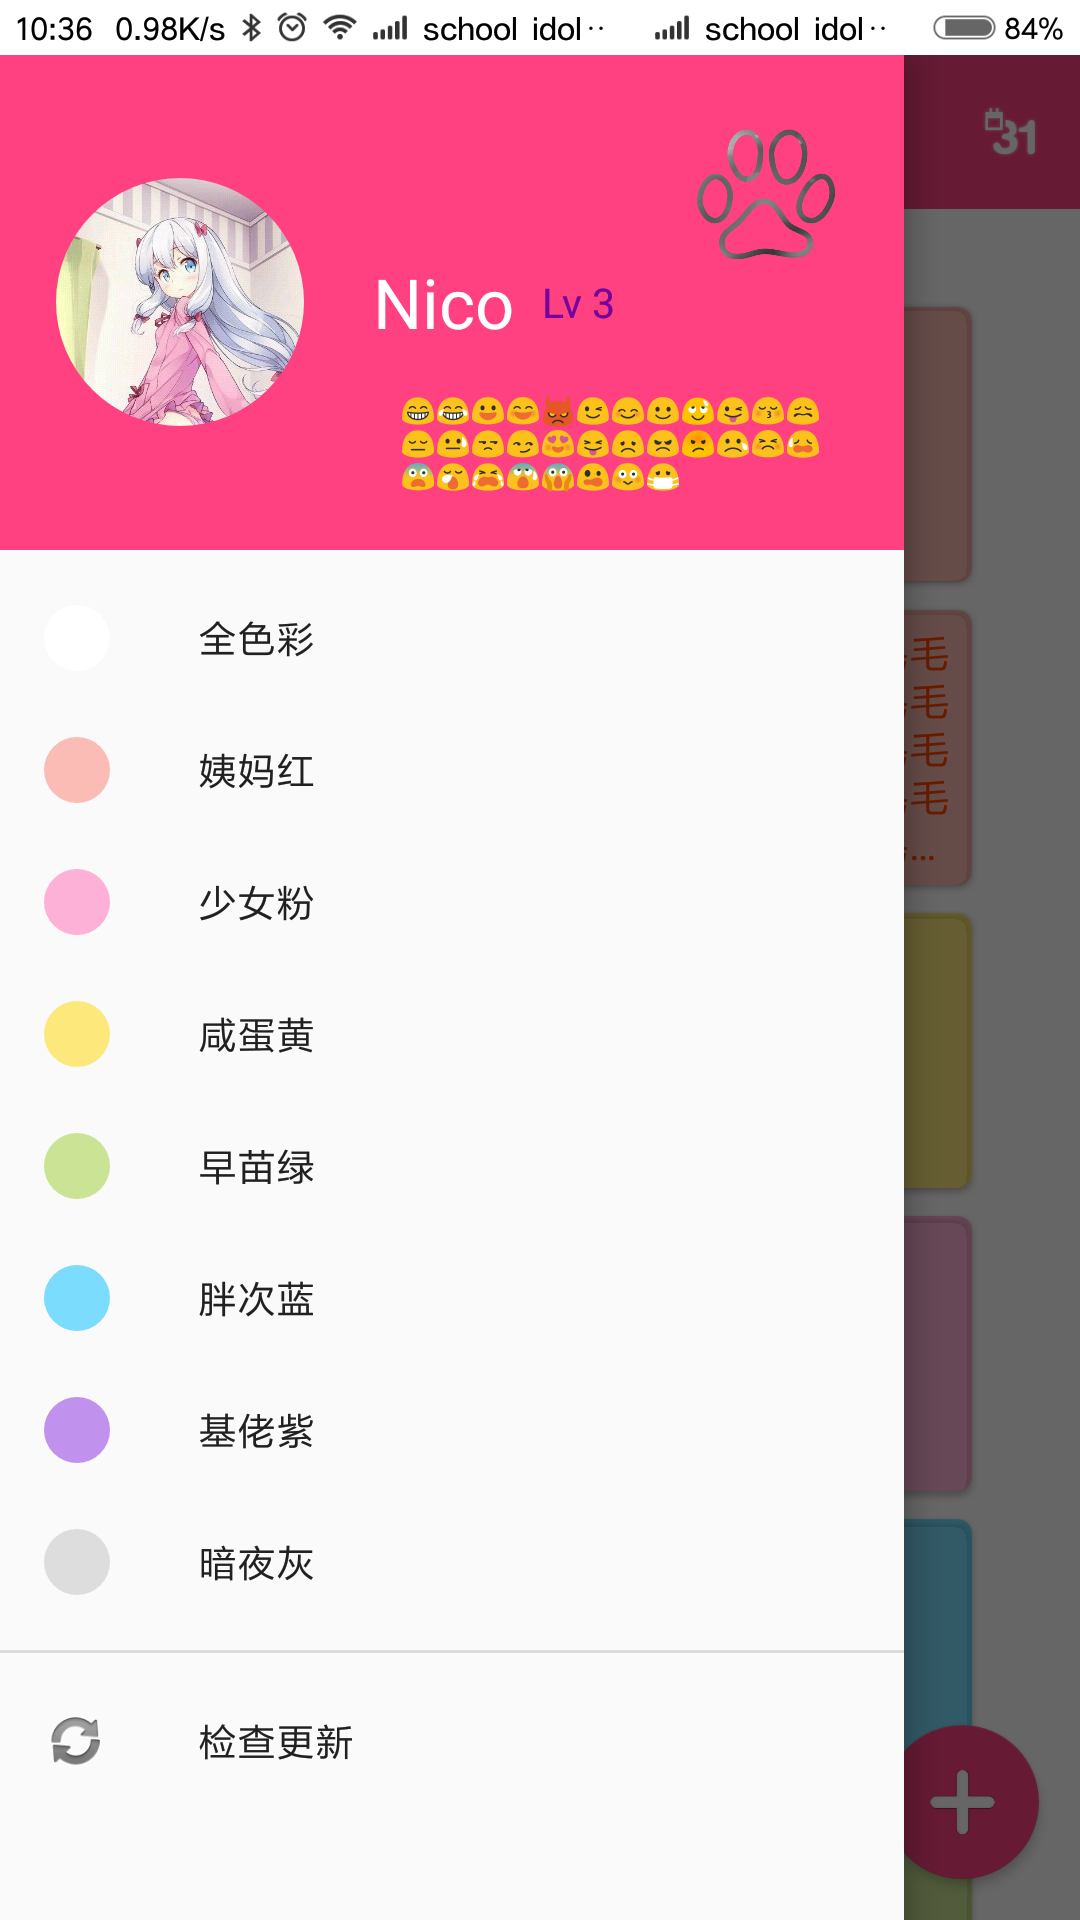 10:36 0.98K/s school idol·· school idol·· 84%
31
Nico Lv 3
😁😂😃😄👿😉😊☺🙄😜😚😖
😔😓😒😏😍😝😞😠😡😢😣😥
😨😪😭😰😱😲😳😷
全色彩
姨妈红
毛
毛
毛
毛
...
少女粉
咸蛋黄
早苗绿
胖次蓝
基佬紫
暗夜灰
检查更新